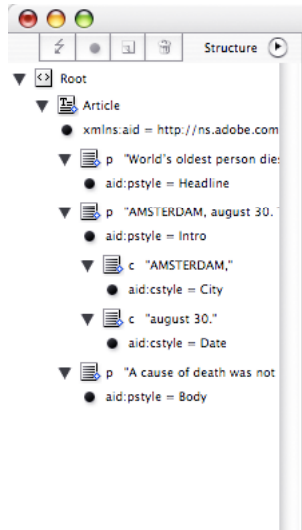 Structure
Root
Article
xmlns:aid = http://ns.adobe.com
p "World's oldest person die
aid:pstyle = Headline
p "AMSTERDAM, august 30.
aid:pstyle = Intro
c "AMSTERDAM,"
aid:cstyle = City
c "august 30."
aid:cstyle = Date
p "A cause of death was not
aid:pstyle = Body